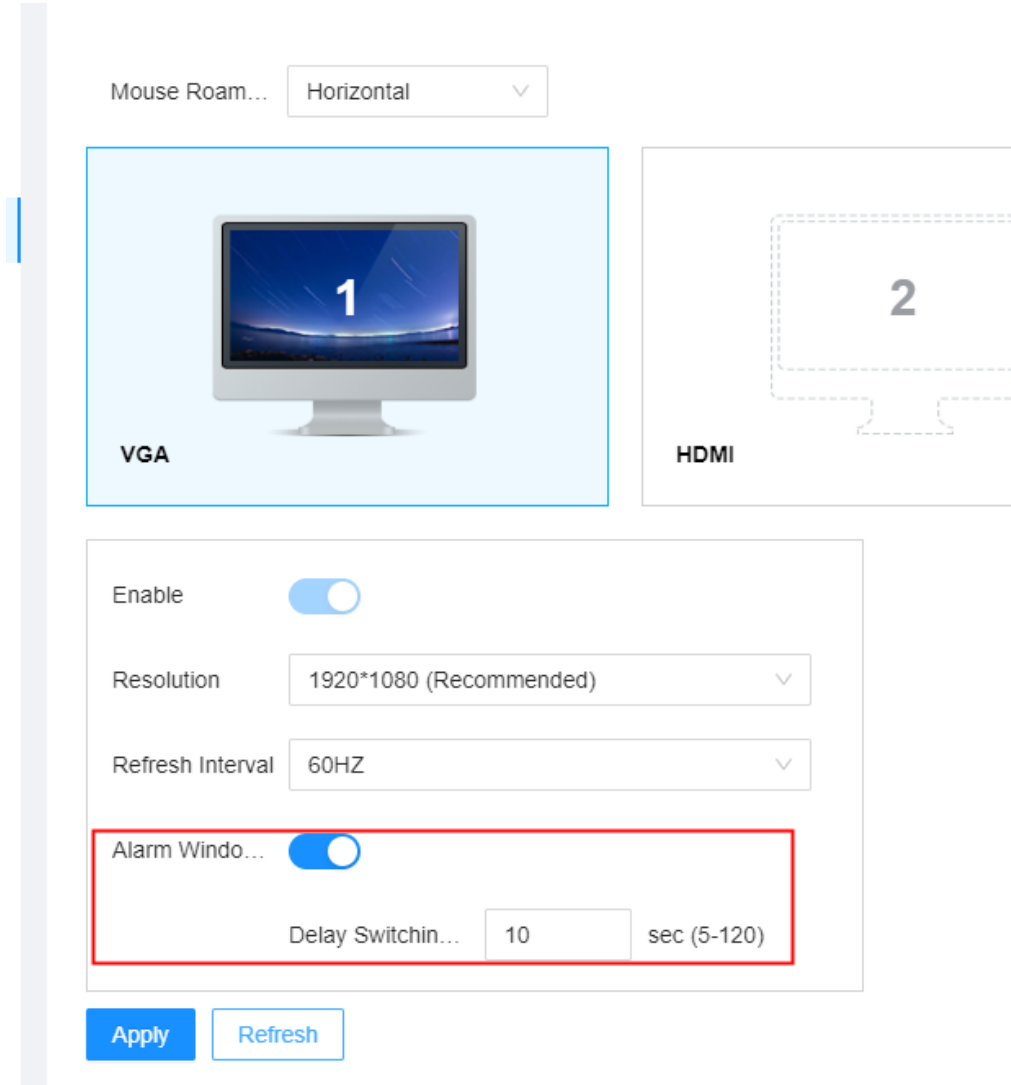 Mouse Roam... Horizontal
1
2
VGA
HDMI
Enable
Resolution 1920*1080 (Recommended)
Refresh Interval 60HZ
Alarm Windo...
Delay Switchin... 10 sec (5-120)
Apply Refresh